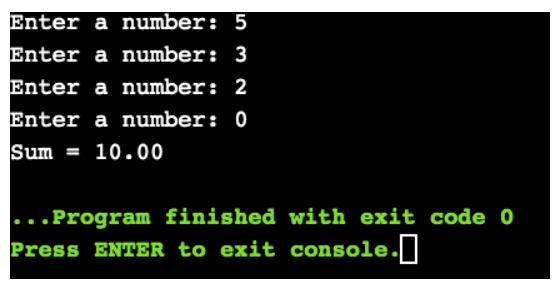 Enter a number: 5
Enter a number: 3
Enter a number: 2
Enter a number: 0
Sum = 10.00
...Program finished with exit code 0
Press ENTER to exit console.